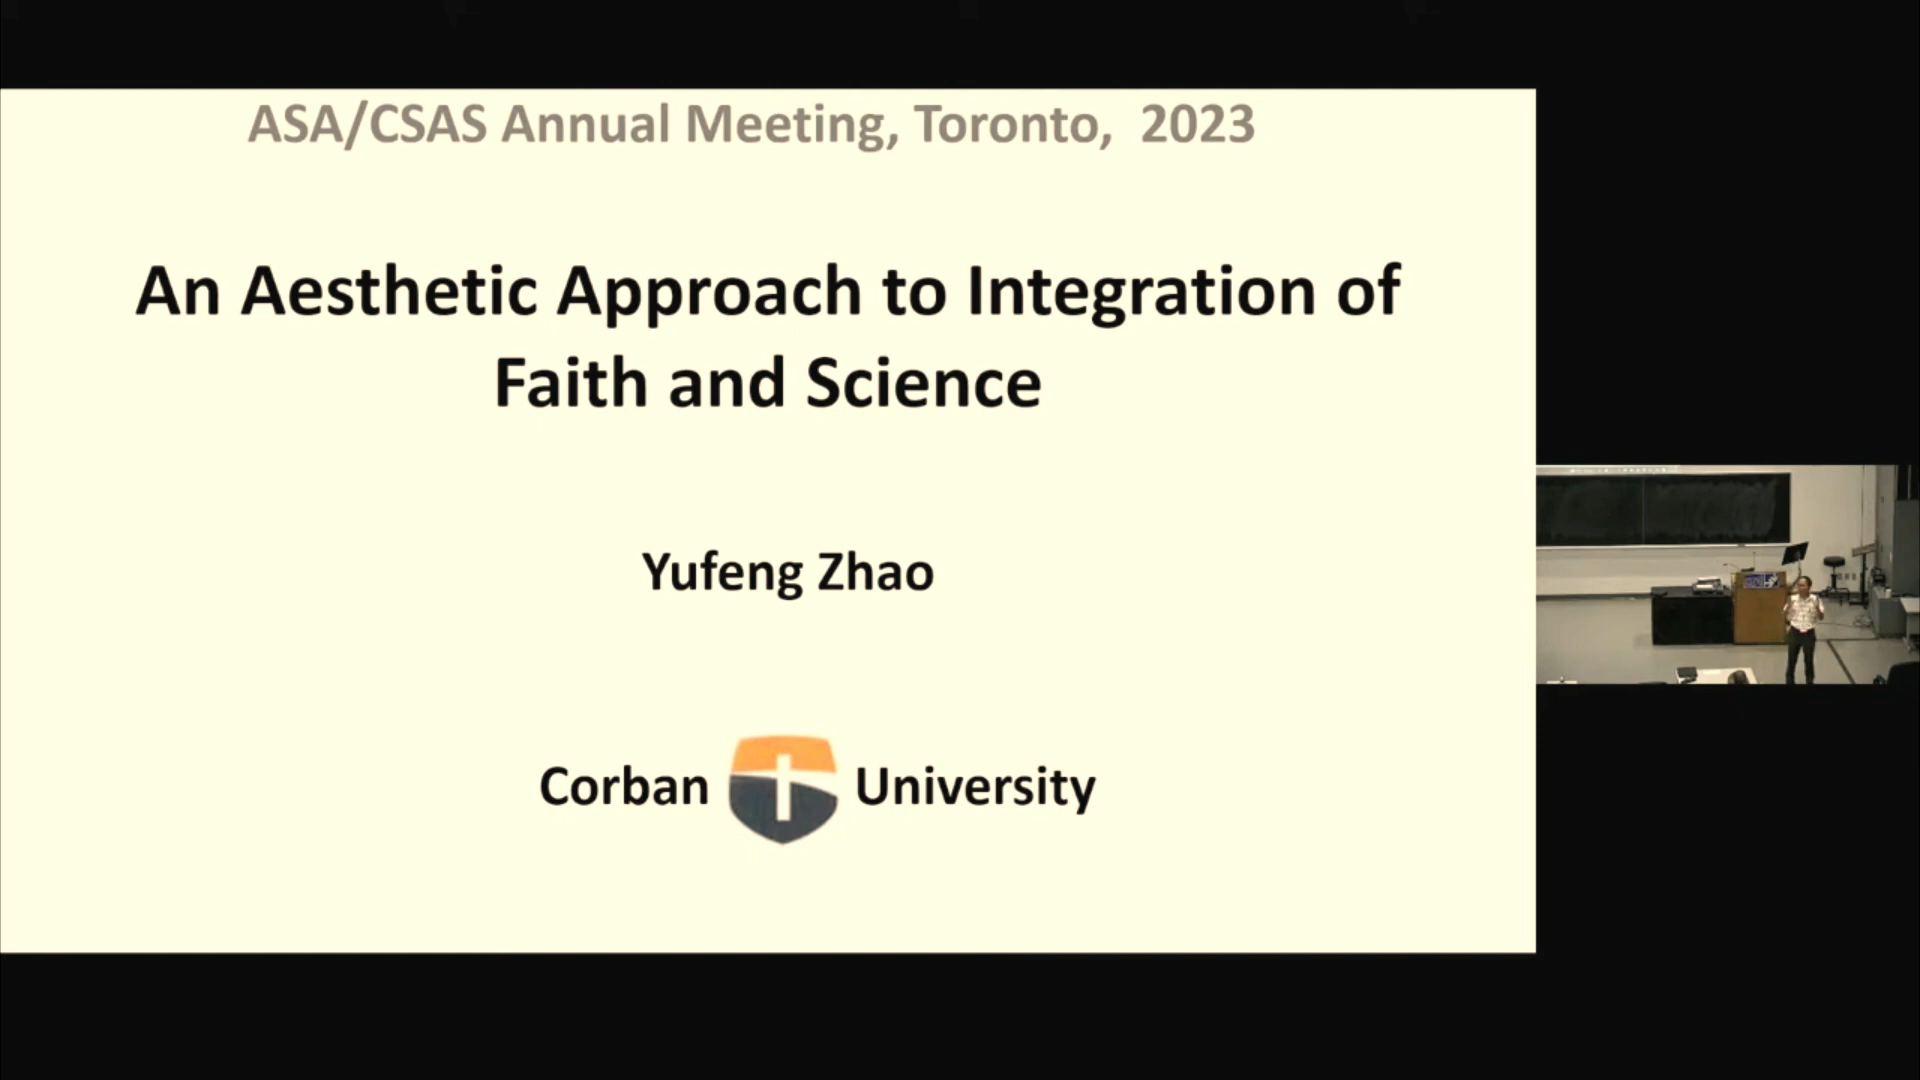 ASA/CSAS Annual Meeting, Toronto, 2023
An Aesthetic Approach to Integration of
Faith and Science
Yufeng Zhao
Corban University